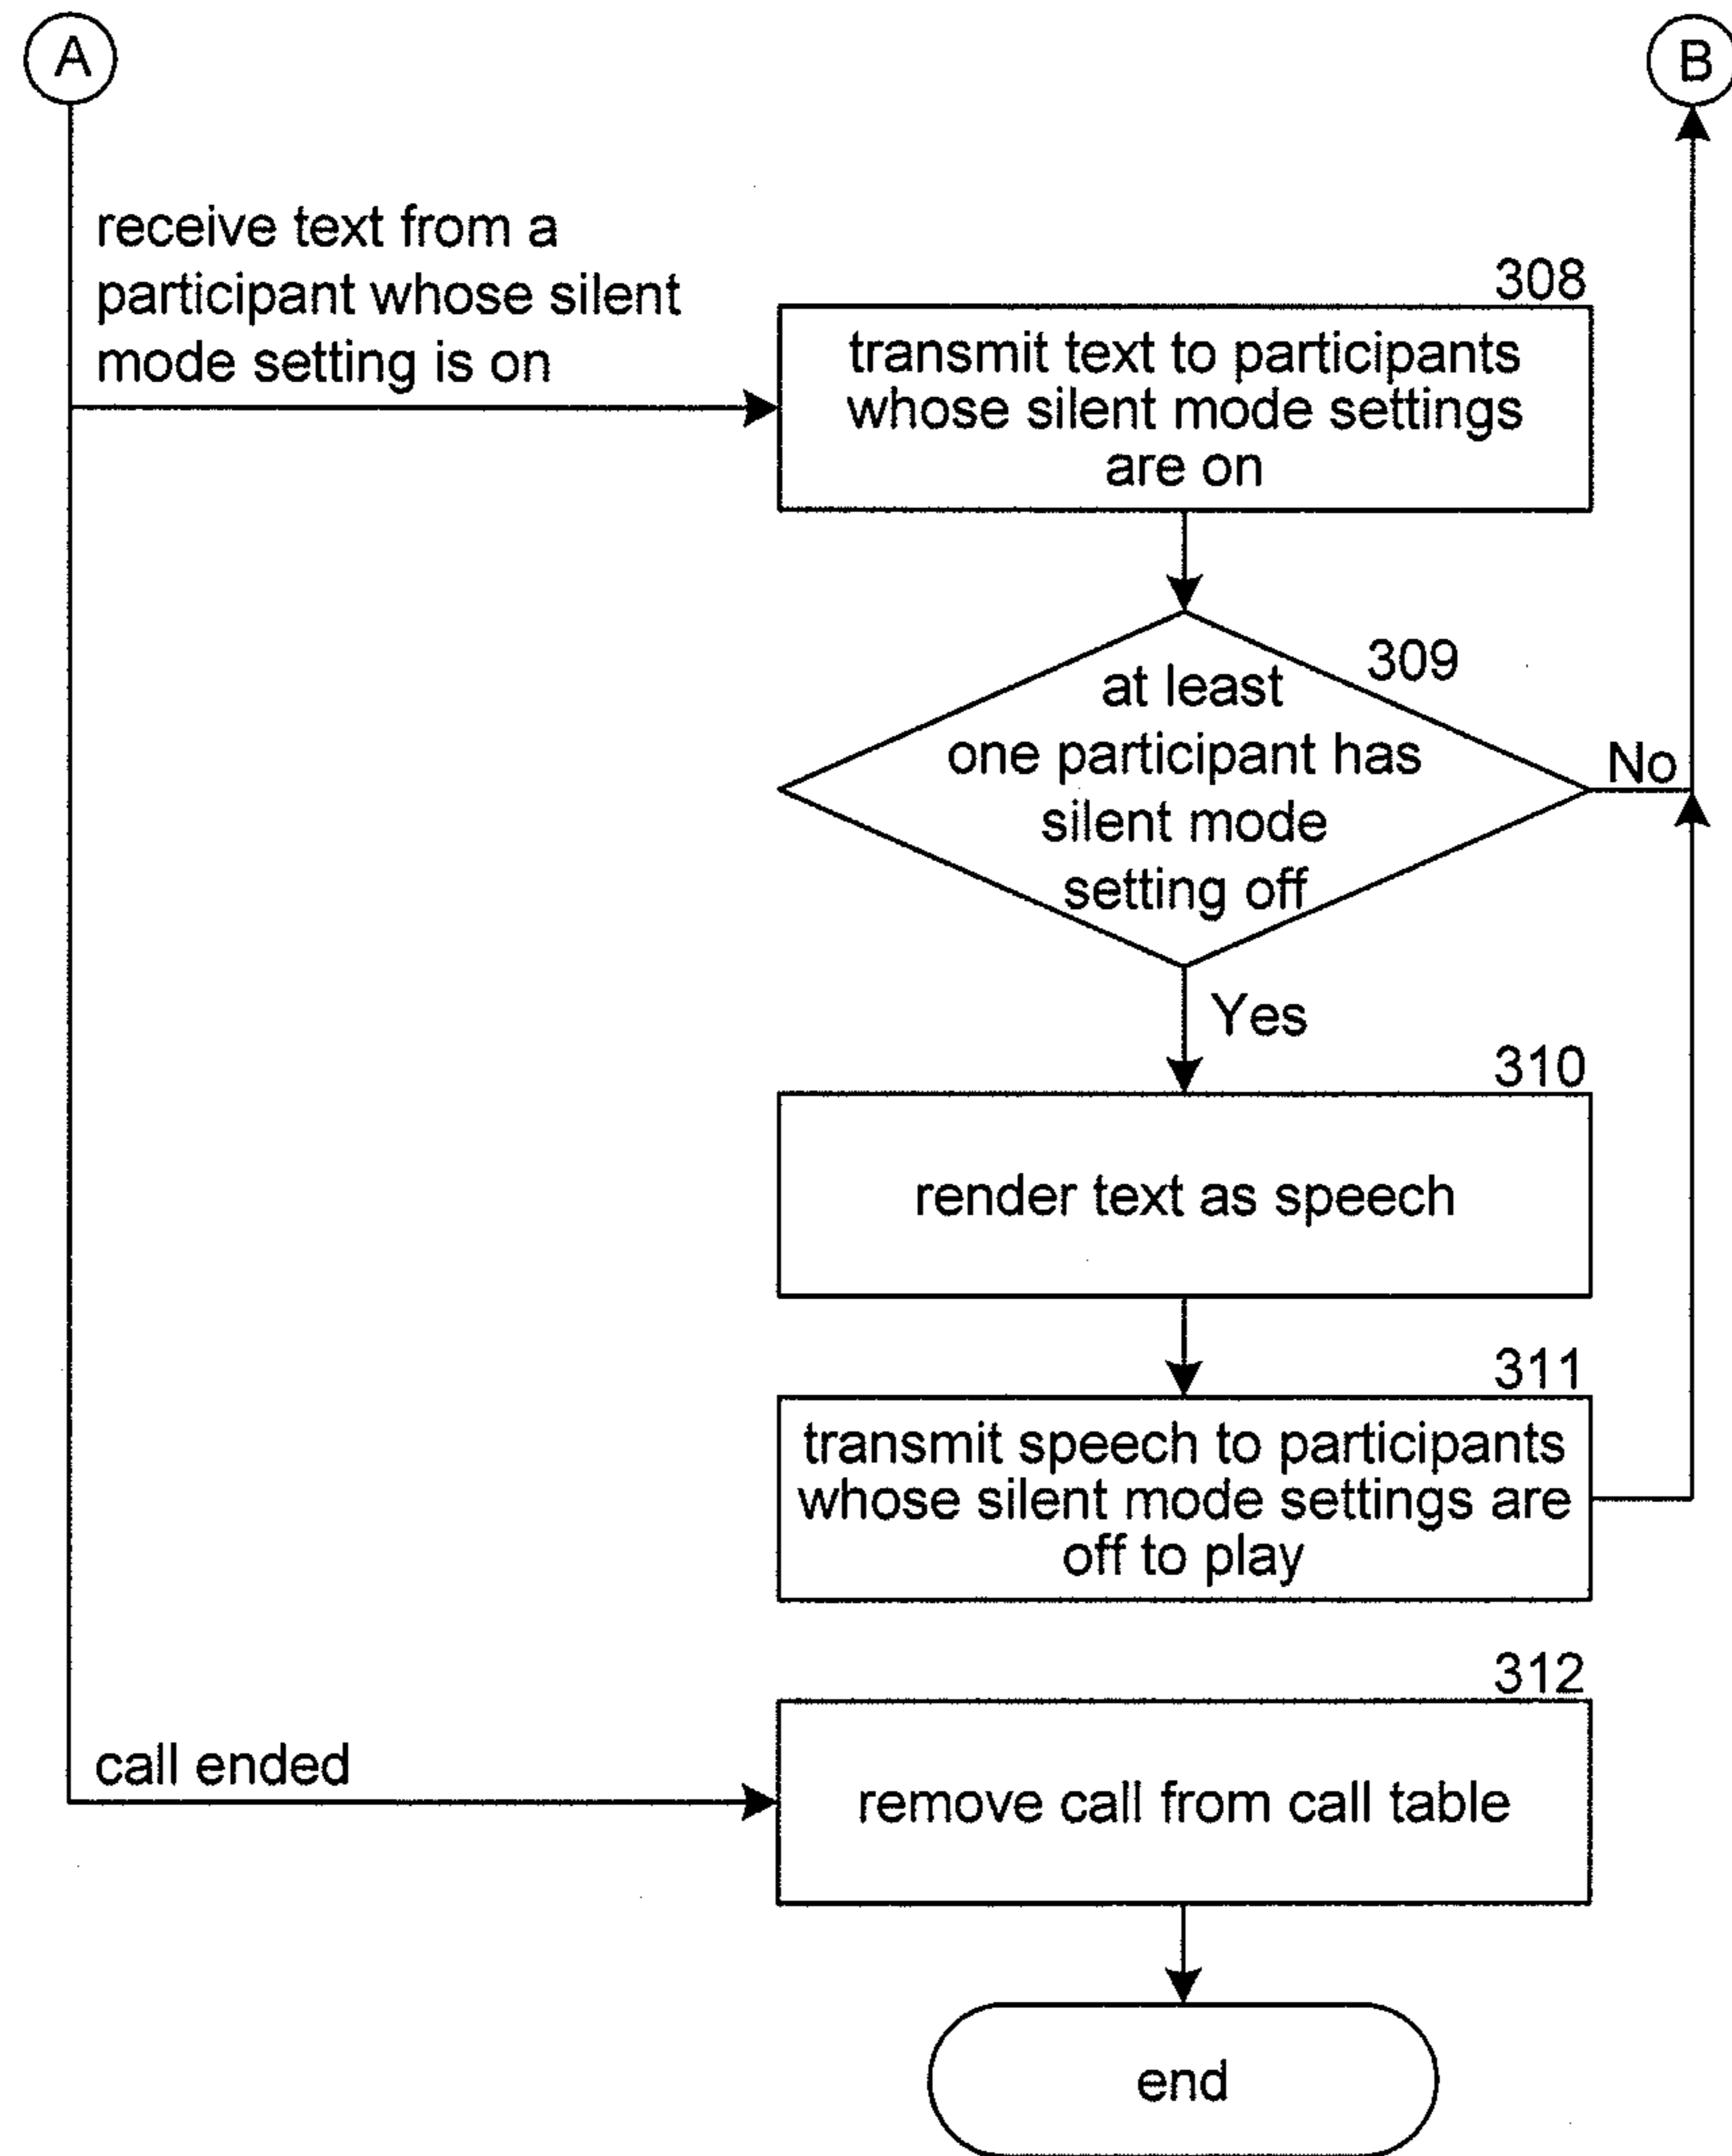 A
B
receive text from a
participant whose silent
mode setting is on
308
transmit text to participants
whose silent mode settings
are on
309
at least
one participant has
silent mode
setting off
No
Yes
310
render text as speech
311
transmit speech to participants
whose silent mode settings are
off to play
312
call ended
remove call from call table
end